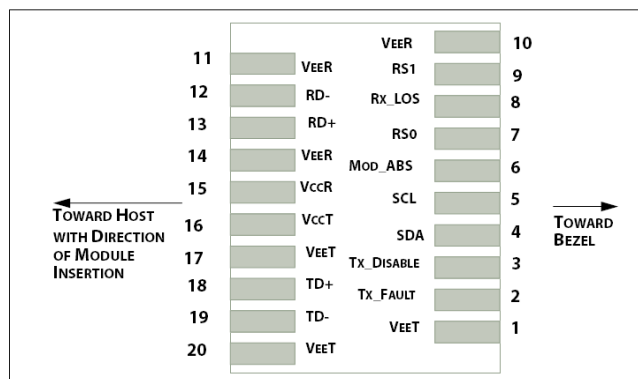 11 VEER
12 RD-
13 RD+
14 VEER
15 VCCR
16 VCCT
17 VEET
18 TD+
19 TD-
20 VEET
VEER 10
RS1 9
RX_LOS 8
RS0 7
MOD_ABS 6
SCL 5
SDA 4
TX_DISABLE 3
TX_FAULT 2
VEET 1
TOWARD HOST
WITH DIRECTION
OF MODULE
INSERTION
TOWARD
BEZEL